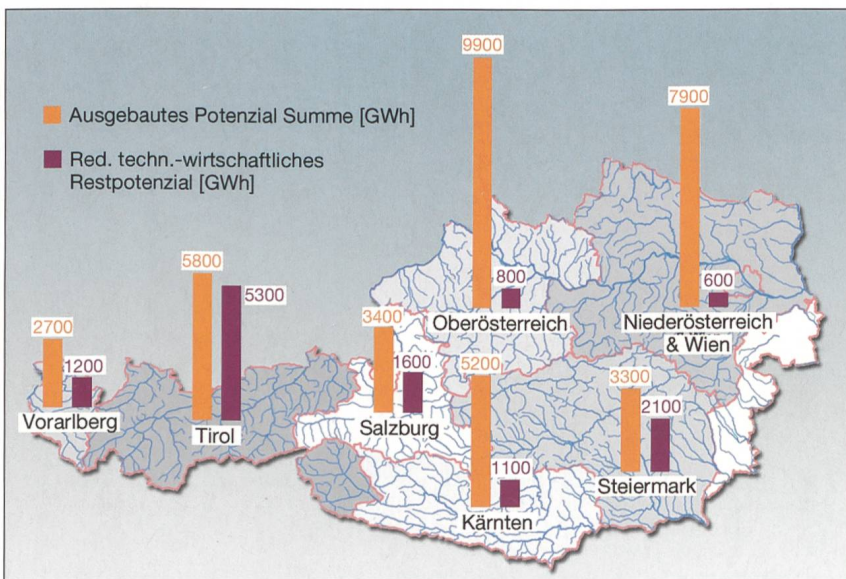 Ausgebautes Potenzial Summe [GWh]
Red. techn.-wirtschaftliches
Restpotenzial [GWh]
9900
800
Oberösterreich
7900
600
Niederösterreich
& Wien
2700
1200
Vorarlberg
5800
5300
Tirol
3400
1600
Salzburg
5200
1100
Kärnten
3300
2100
Steiermark